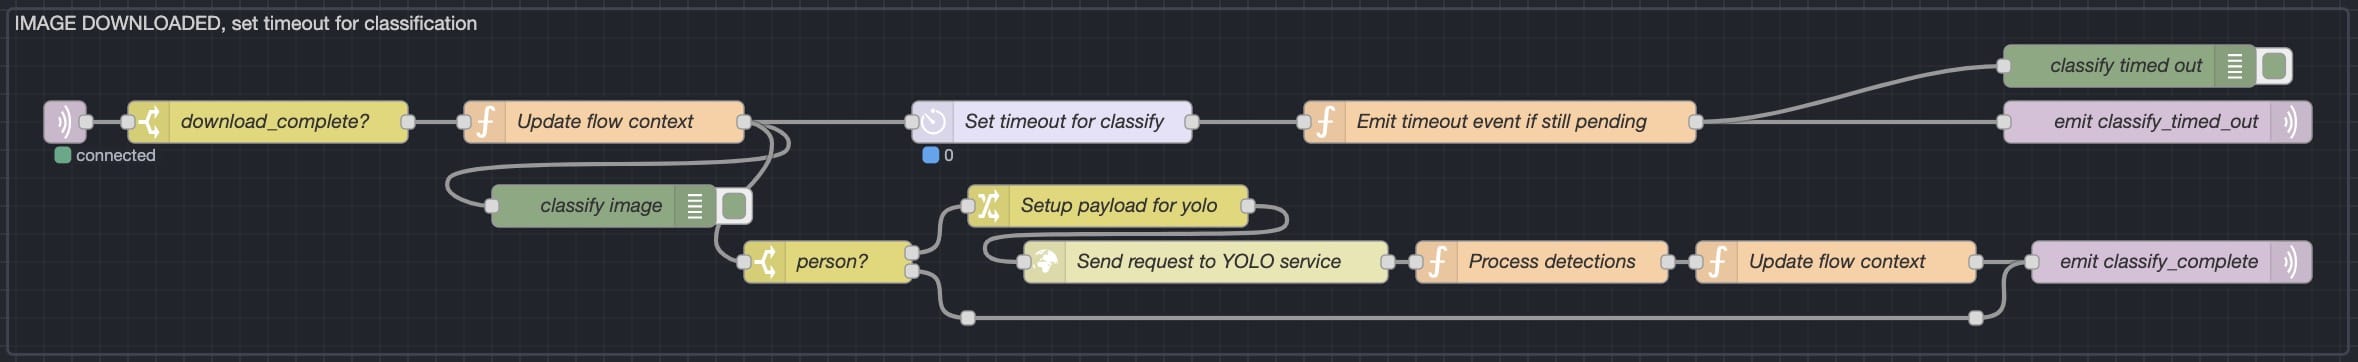 IMAGE DOWNLOADED, set timeout for classification
classify timed out
download_complete?
Update flow context
Set timeout for classify
Emit timeout event if still pending
emit classify_timed_out
connected
0
classify image
Setup payload for yolo
person?
Send request to YOLO service
Process detections
Update flow context
emit classify_complete